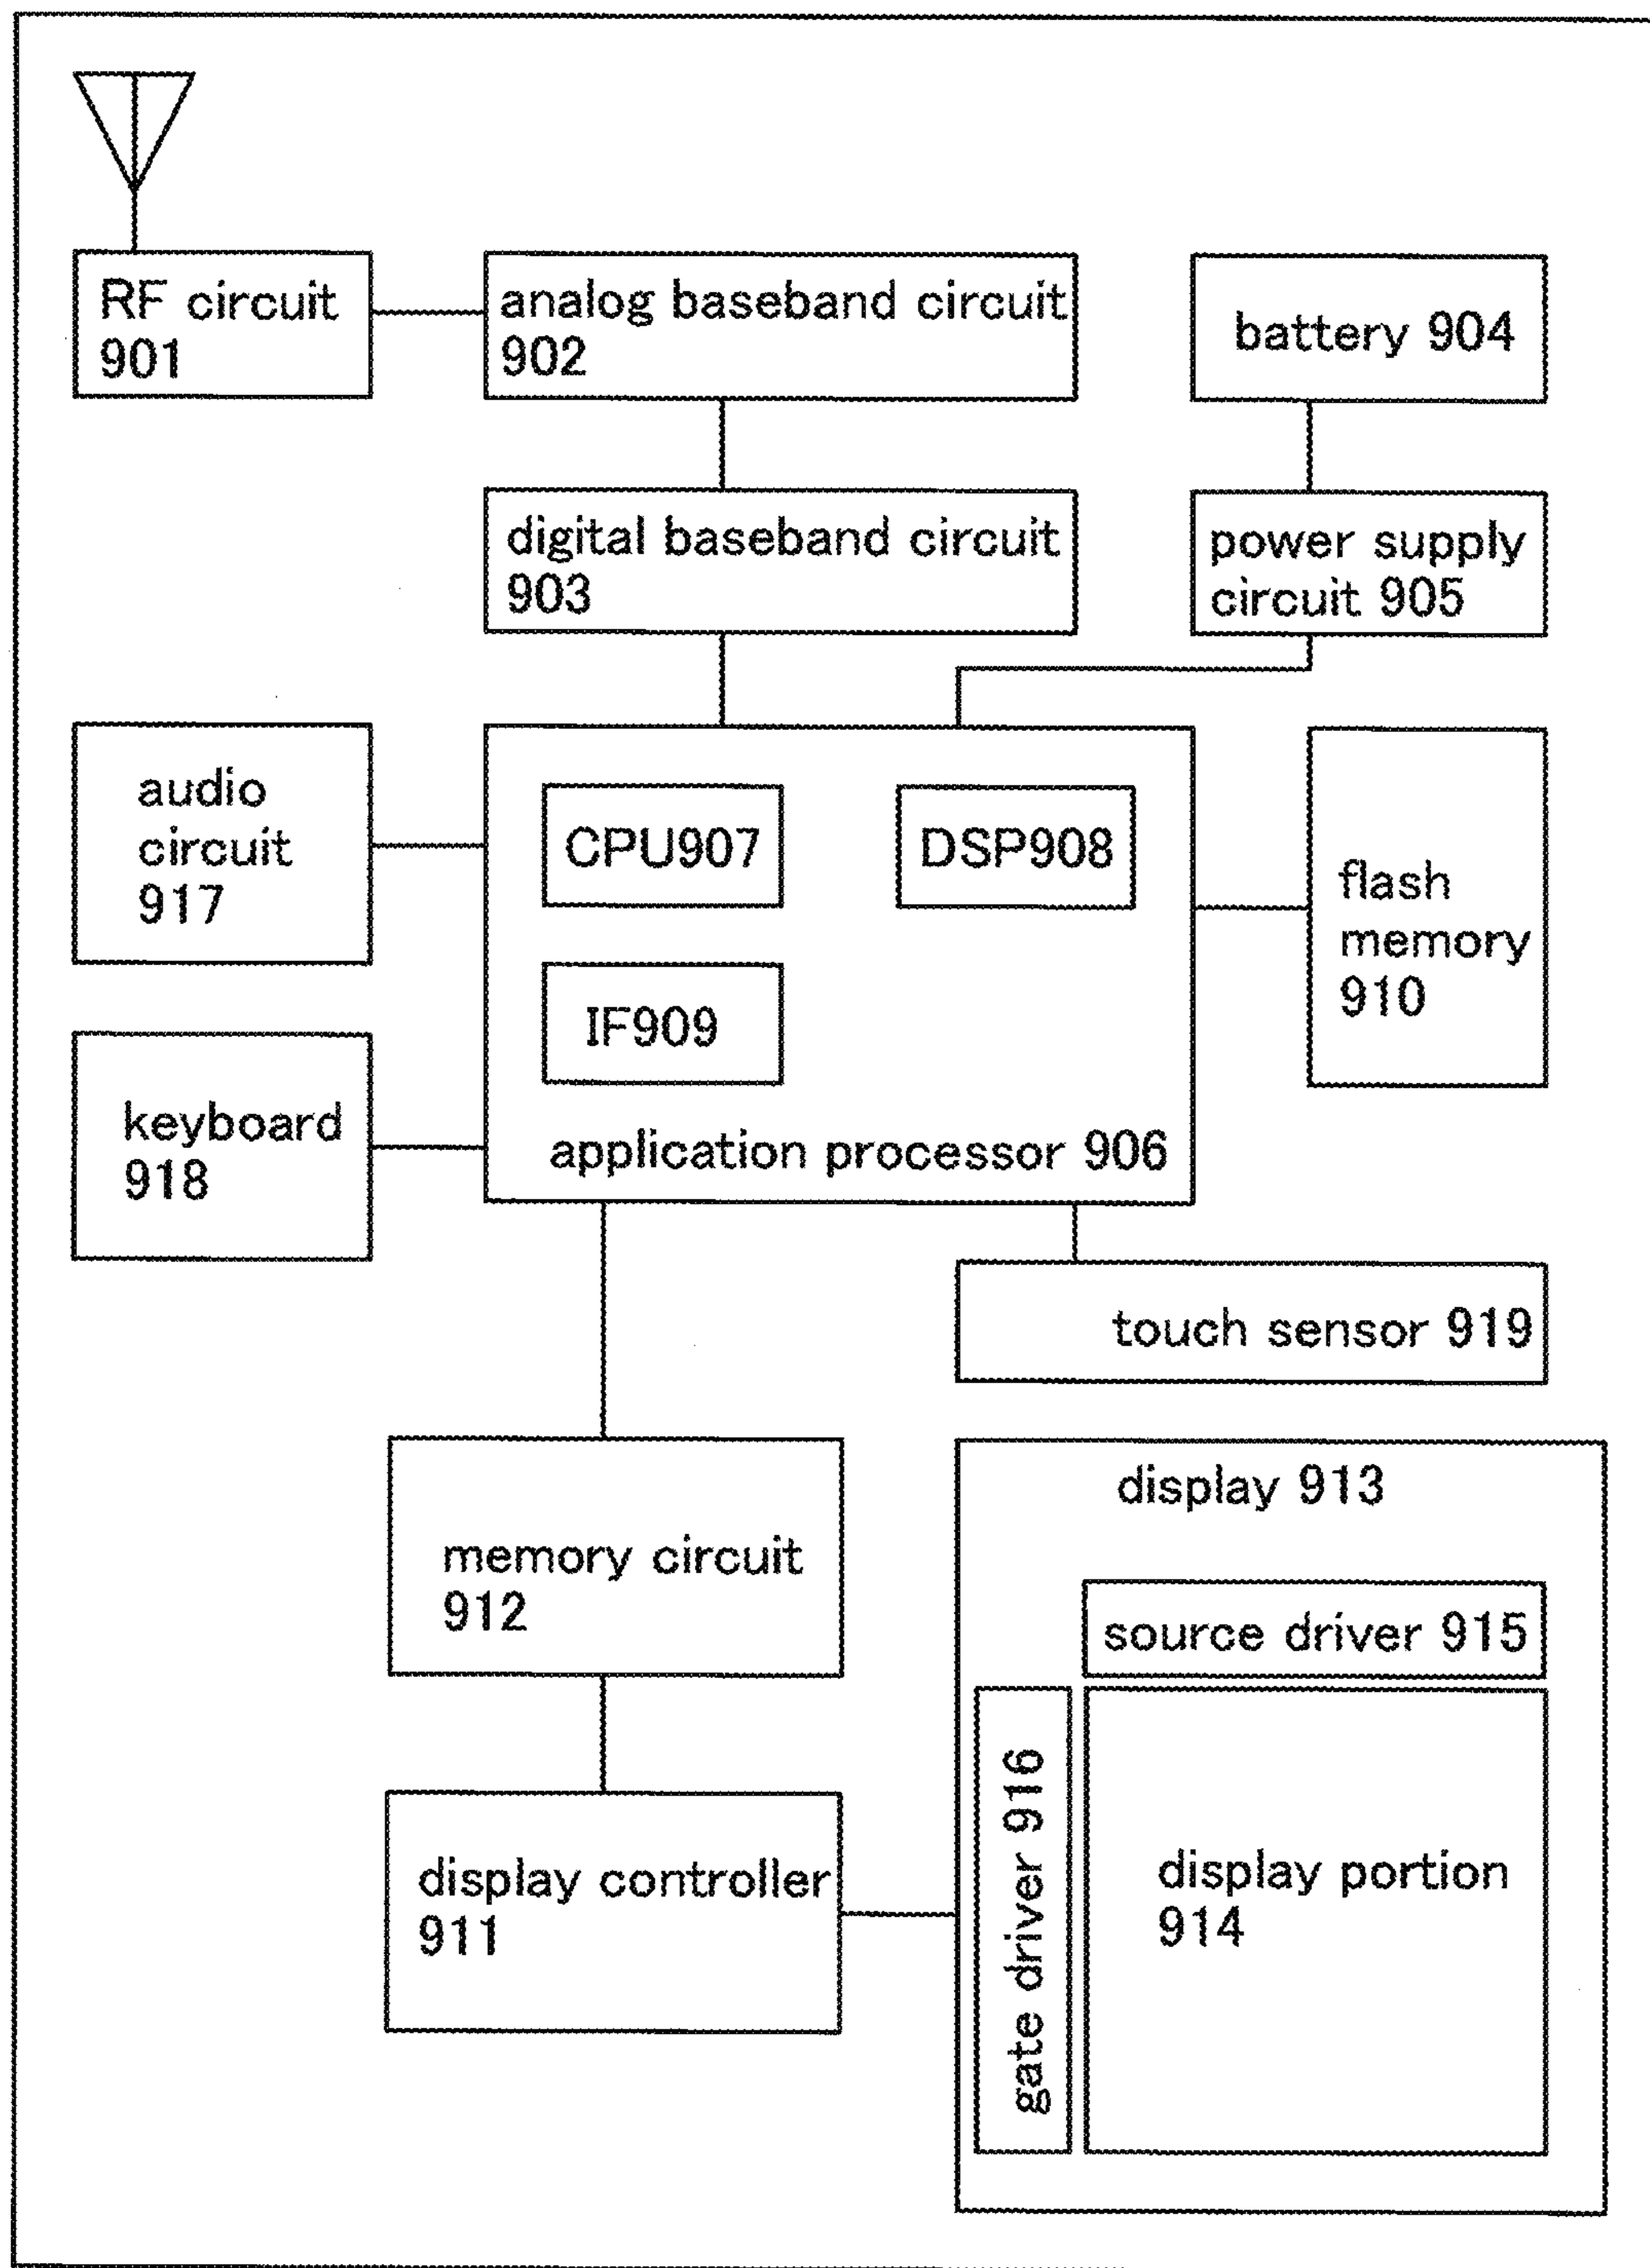 RF circuit
901
analog baseband circuit
902
battery 904
digital baseband circuit
903
power supply
circuit 905
audio
circuit
917
CPU907
DSP908
flash
memory
910
IF909
keyboard
918
application processor 906
touch sensor 919
memory circuit
912
display 913
source driver 915
gate driver 916
display portion
914
display controller
911